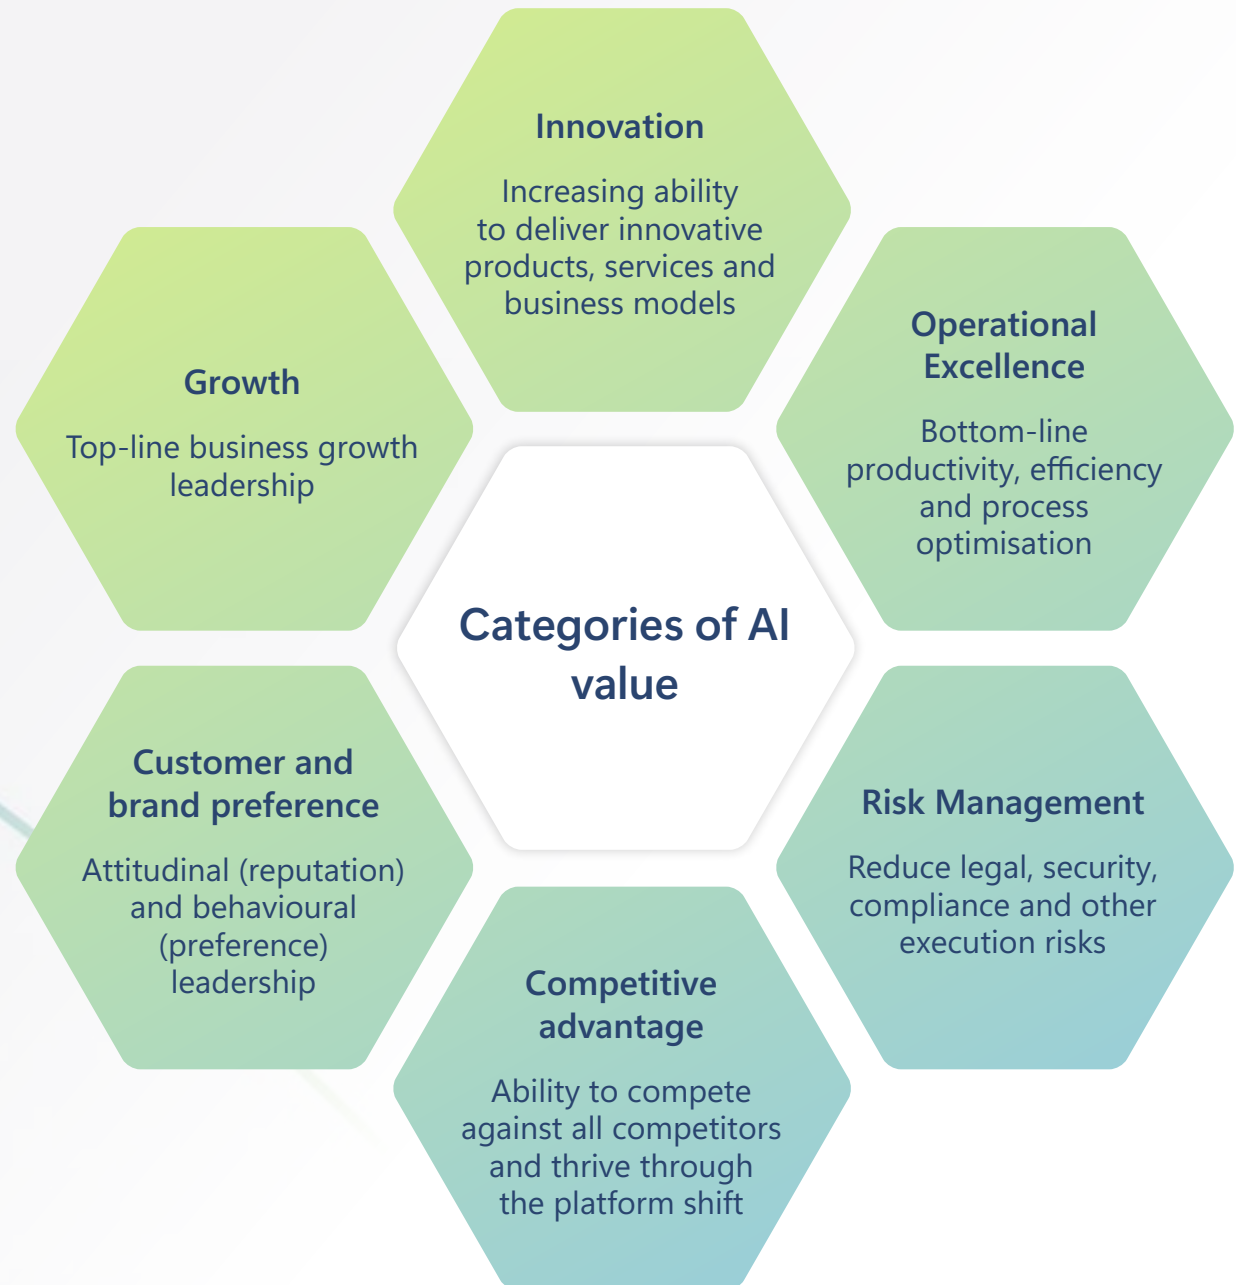 Innovation
Increasing ability
to deliver innovative
products, services and
business models
Growth
Top-line business growth
leadership
Operational
Excellence
Bottom-line
productivity, efficiency
and process
optimisation
Categories of AI
value
Customer and
brand preference
Attitudinal (reputation)
and behavioural
(preference)
leadership
Risk Management
Reduce legal, security,
compliance and other
execution risks
Competitive
advantage
Ability to compete
against all competitors
and thrive through
the platform shift